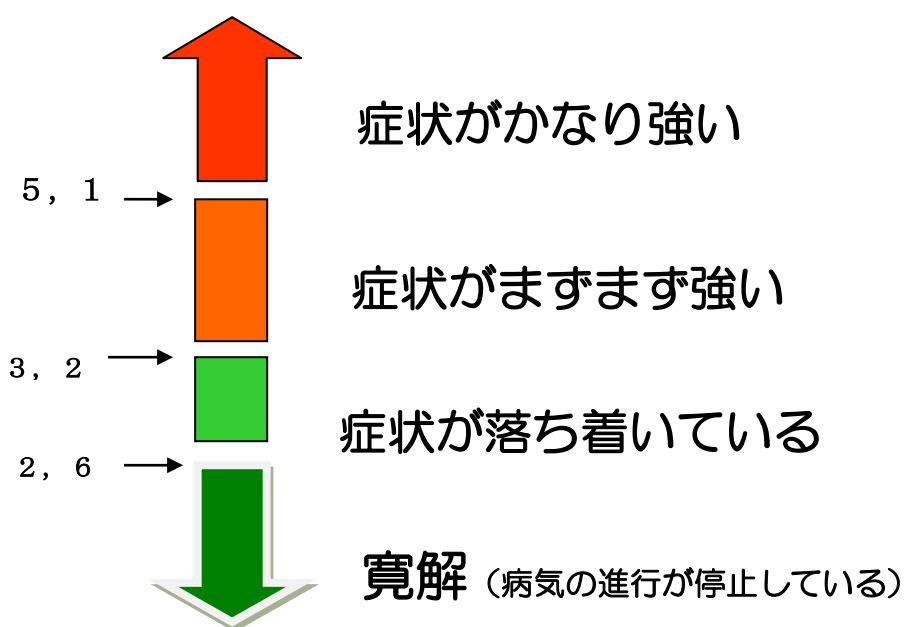 症状がかなり強い
５，１
症状がまずまず強い
３，２
症状が落ち着いている
２，６
寛解（病気の進行が停止している）